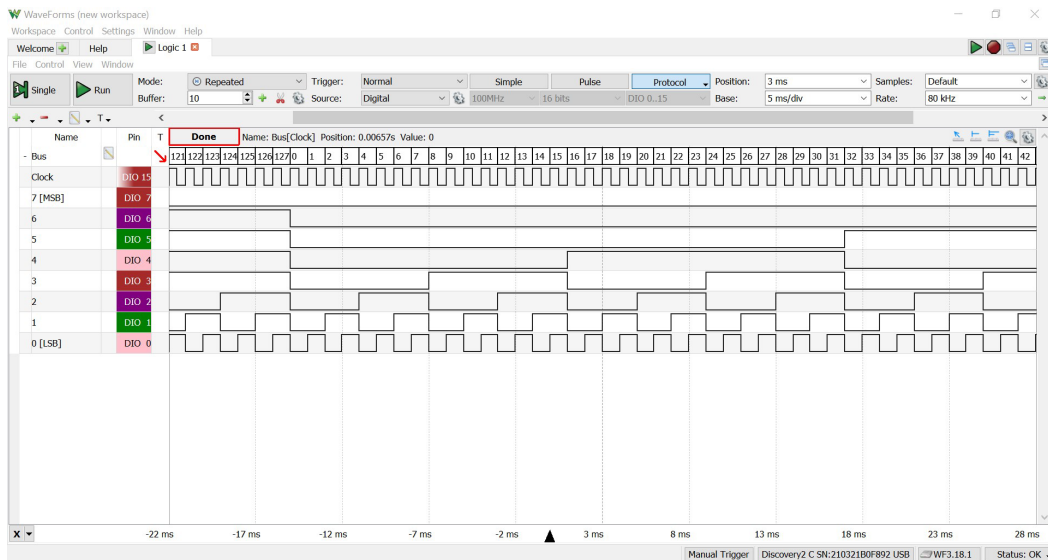 WaveForms (new workspace)
Workspace Control Settings Window Help
Welcome Help Logic 1
File Control View Window
Single Run Mode: Repeated Trigger: Normal Simple Pulse Protocol Position: 3 ms Samples: Default
Buffer: 10 Source: Digital 100MHz 16 bits DIO 0..15 Base: 5 ms/div Rate: 80 kHz
T
Name Pin T Done Name: Bus[Clock] Position: 0.00657s Value: 0
Bus 121 122 123 124 125 126 127 0 1 2 3 4 5 6 7 8 9 10 11 12 13 14 15 16 17 18 19 20 21 22 23 24 25 26 27 28 29 30 31 32 33 34 35 36 37 38 39 40 41 42
Clock DIO 15
7 [MSB] DIO 7
6 DIO 6
5 DIO 5
4 DIO 4
3 DIO 3
2 DIO 2
1 DIO 1
0 [LSB] DIO 0
X -22 ms -17 ms -12 ms -7 ms -2 ms 3 ms 8 ms 13 ms 18 ms 23 ms 28 ms
Manual Trigger Discovery2 C SN:210321B0F892 USB WF3.18.1 Status: OK